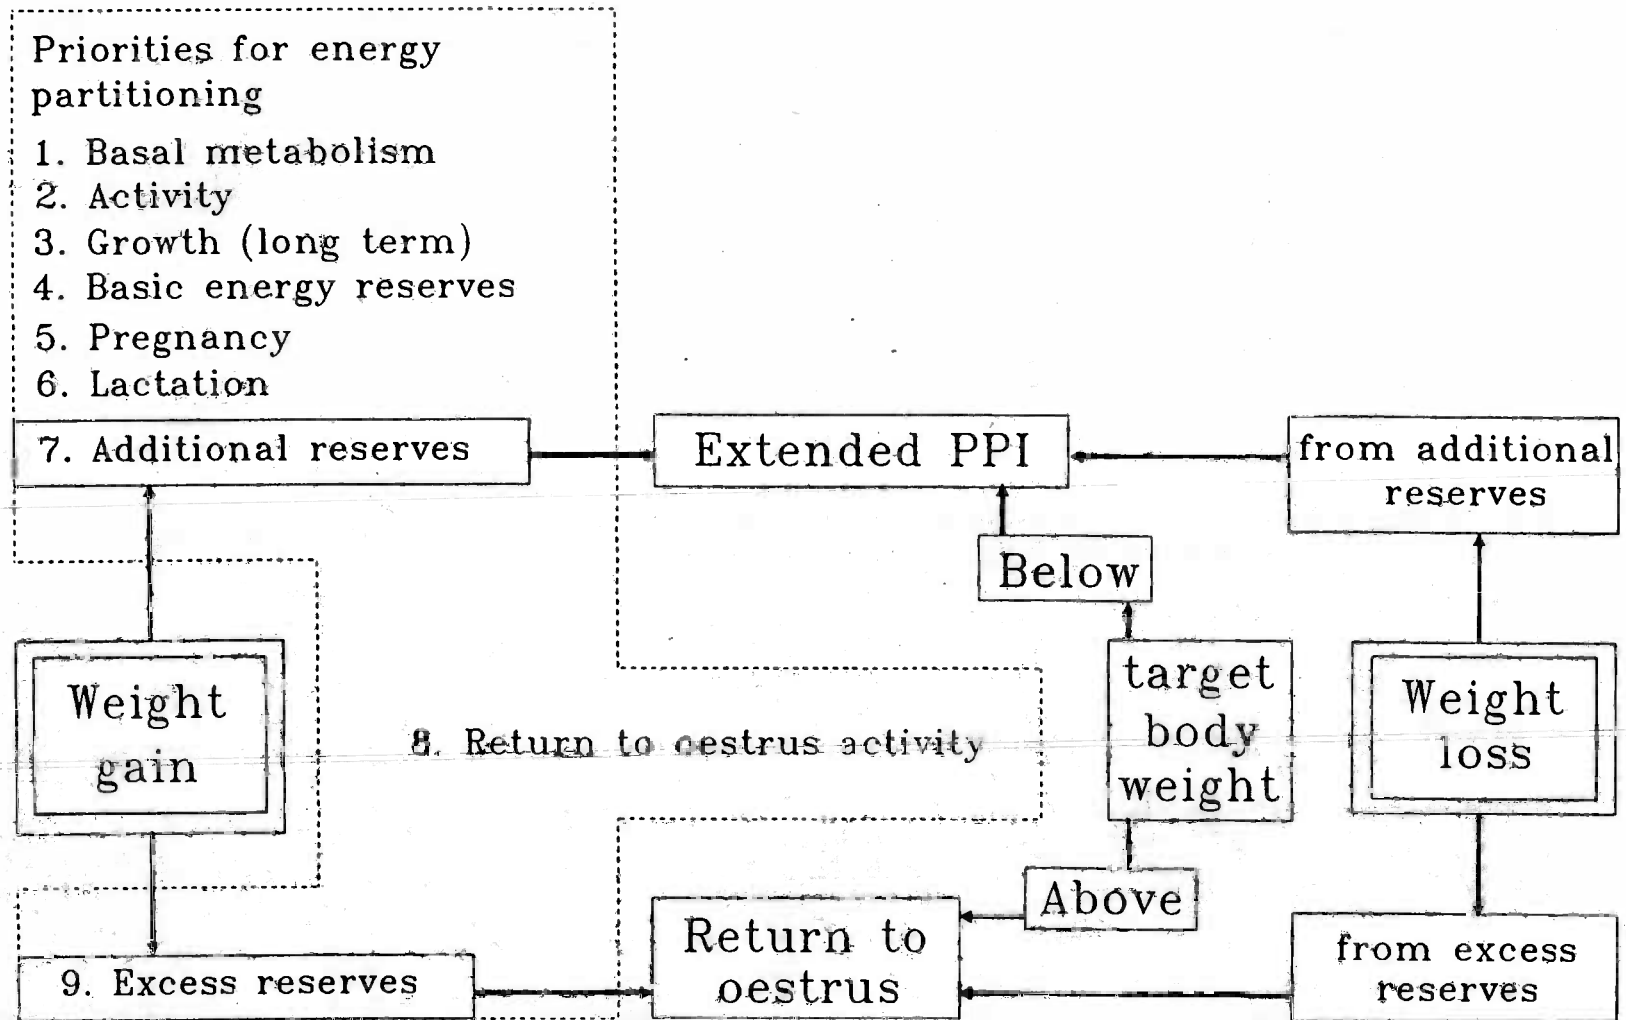 Priorities for energy
partitioning
1. Basal metabolism
2. Activity
3. Growth (long term)
4. Basic energy reserves
5. Pregnancy
6. Lactation
7. Additional reserves
Extended PPI
from additional
reserves
Below
Weight
gain
8. Return to oestrus activity
target
body
weight
Weight
loss
Above
9. Excess reserves
Return to
oestrus
from excess
reserves